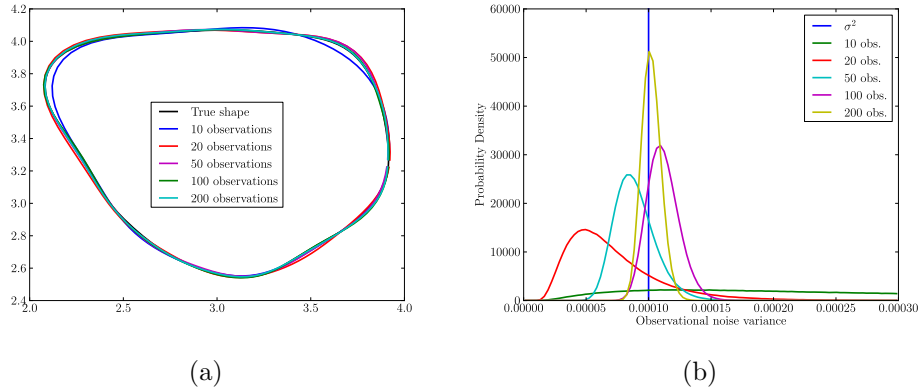 4.2
4.0
3.8
3.6
3.4
3.2
3.0
2.8
2.6
2.4
2.0 2.5 3.0 3.5 4.0
True shape
10 observations
20 observations
50 observations
100 observations
200 observations
(a)
60000
50000
40000
30000
20000
10000
0
Probability Density
0.00000 0.00005 0.00010 0.00015 0.00020 0.00025 0.00030
Observational noise variance
σ²
10 obs.
20 obs.
50 obs.
100 obs.
200 obs.
(b)